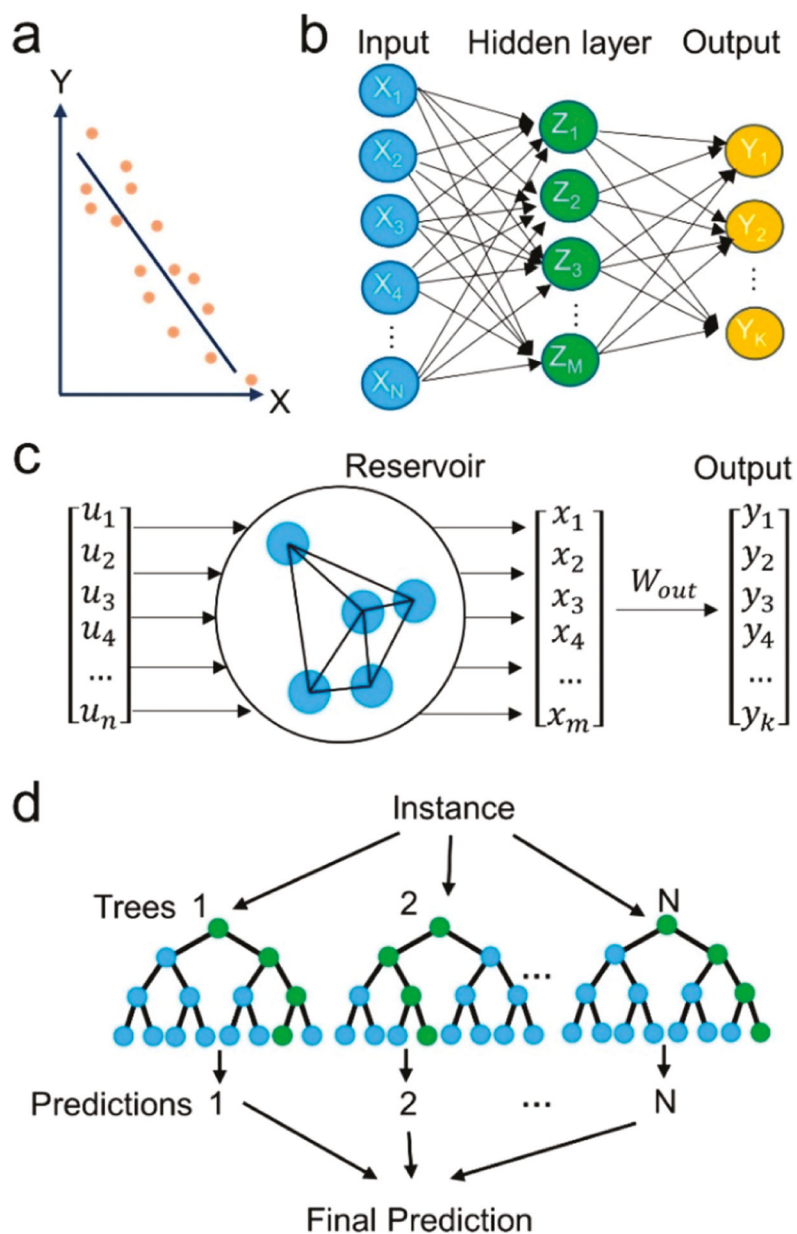 a
Y
X
b
Input Hidden layer Output
X1
X2
X3
X4
⋮
XN
Z1
Z2
Z3
⋮
ZM
Y1
Y2
⋮
YK
c
Reservoir
Output
u1
u2
u3
u4
...
un
x1
x2
x3
x4
...
xm
Wout
y1
y2
y3
y4
...
yk
d
Instance
Trees 1 2 N
...
Predictions 1 2 ... N
Final Prediction